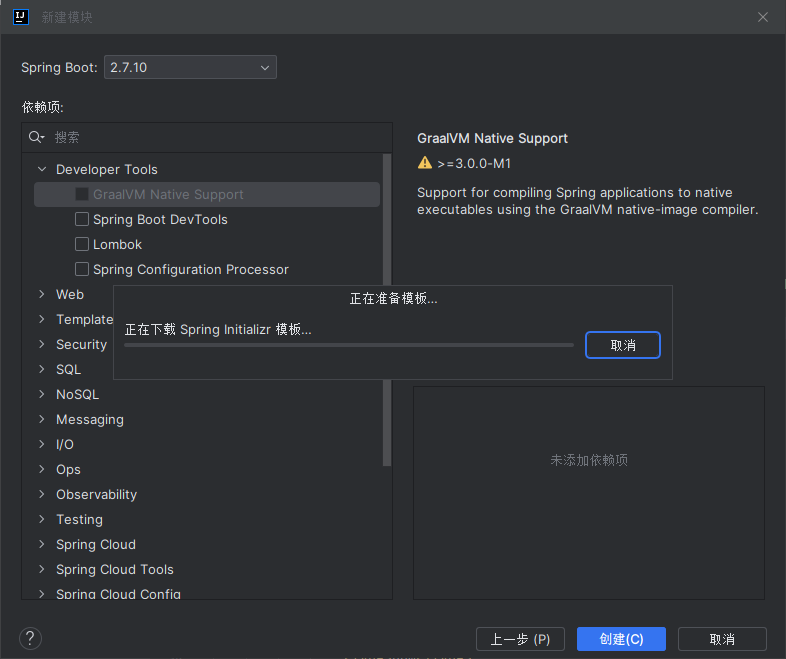 新建模块
Spring Boot: 2.7.10
依赖项:
搜索
Developer Tools
GraalVM Native Support
Spring Boot DevTools
Lombok
Spring Configuration Processor
Web
Template
Security
SQL
NoSQL
Messaging
I/O
Ops
Observability
Testing
Spring Cloud
Spring Cloud Tools
Spring Cloud Config
GraalVM Native Support
>=3.0.0-M1
Support for compiling Spring applications to native
executables using the GraalVM native-image compiler.
正在准备模板...
正在下载 Spring Initializr 模板...
取消
未添加依赖项
?
上一步 (P)
创建(C)
取消